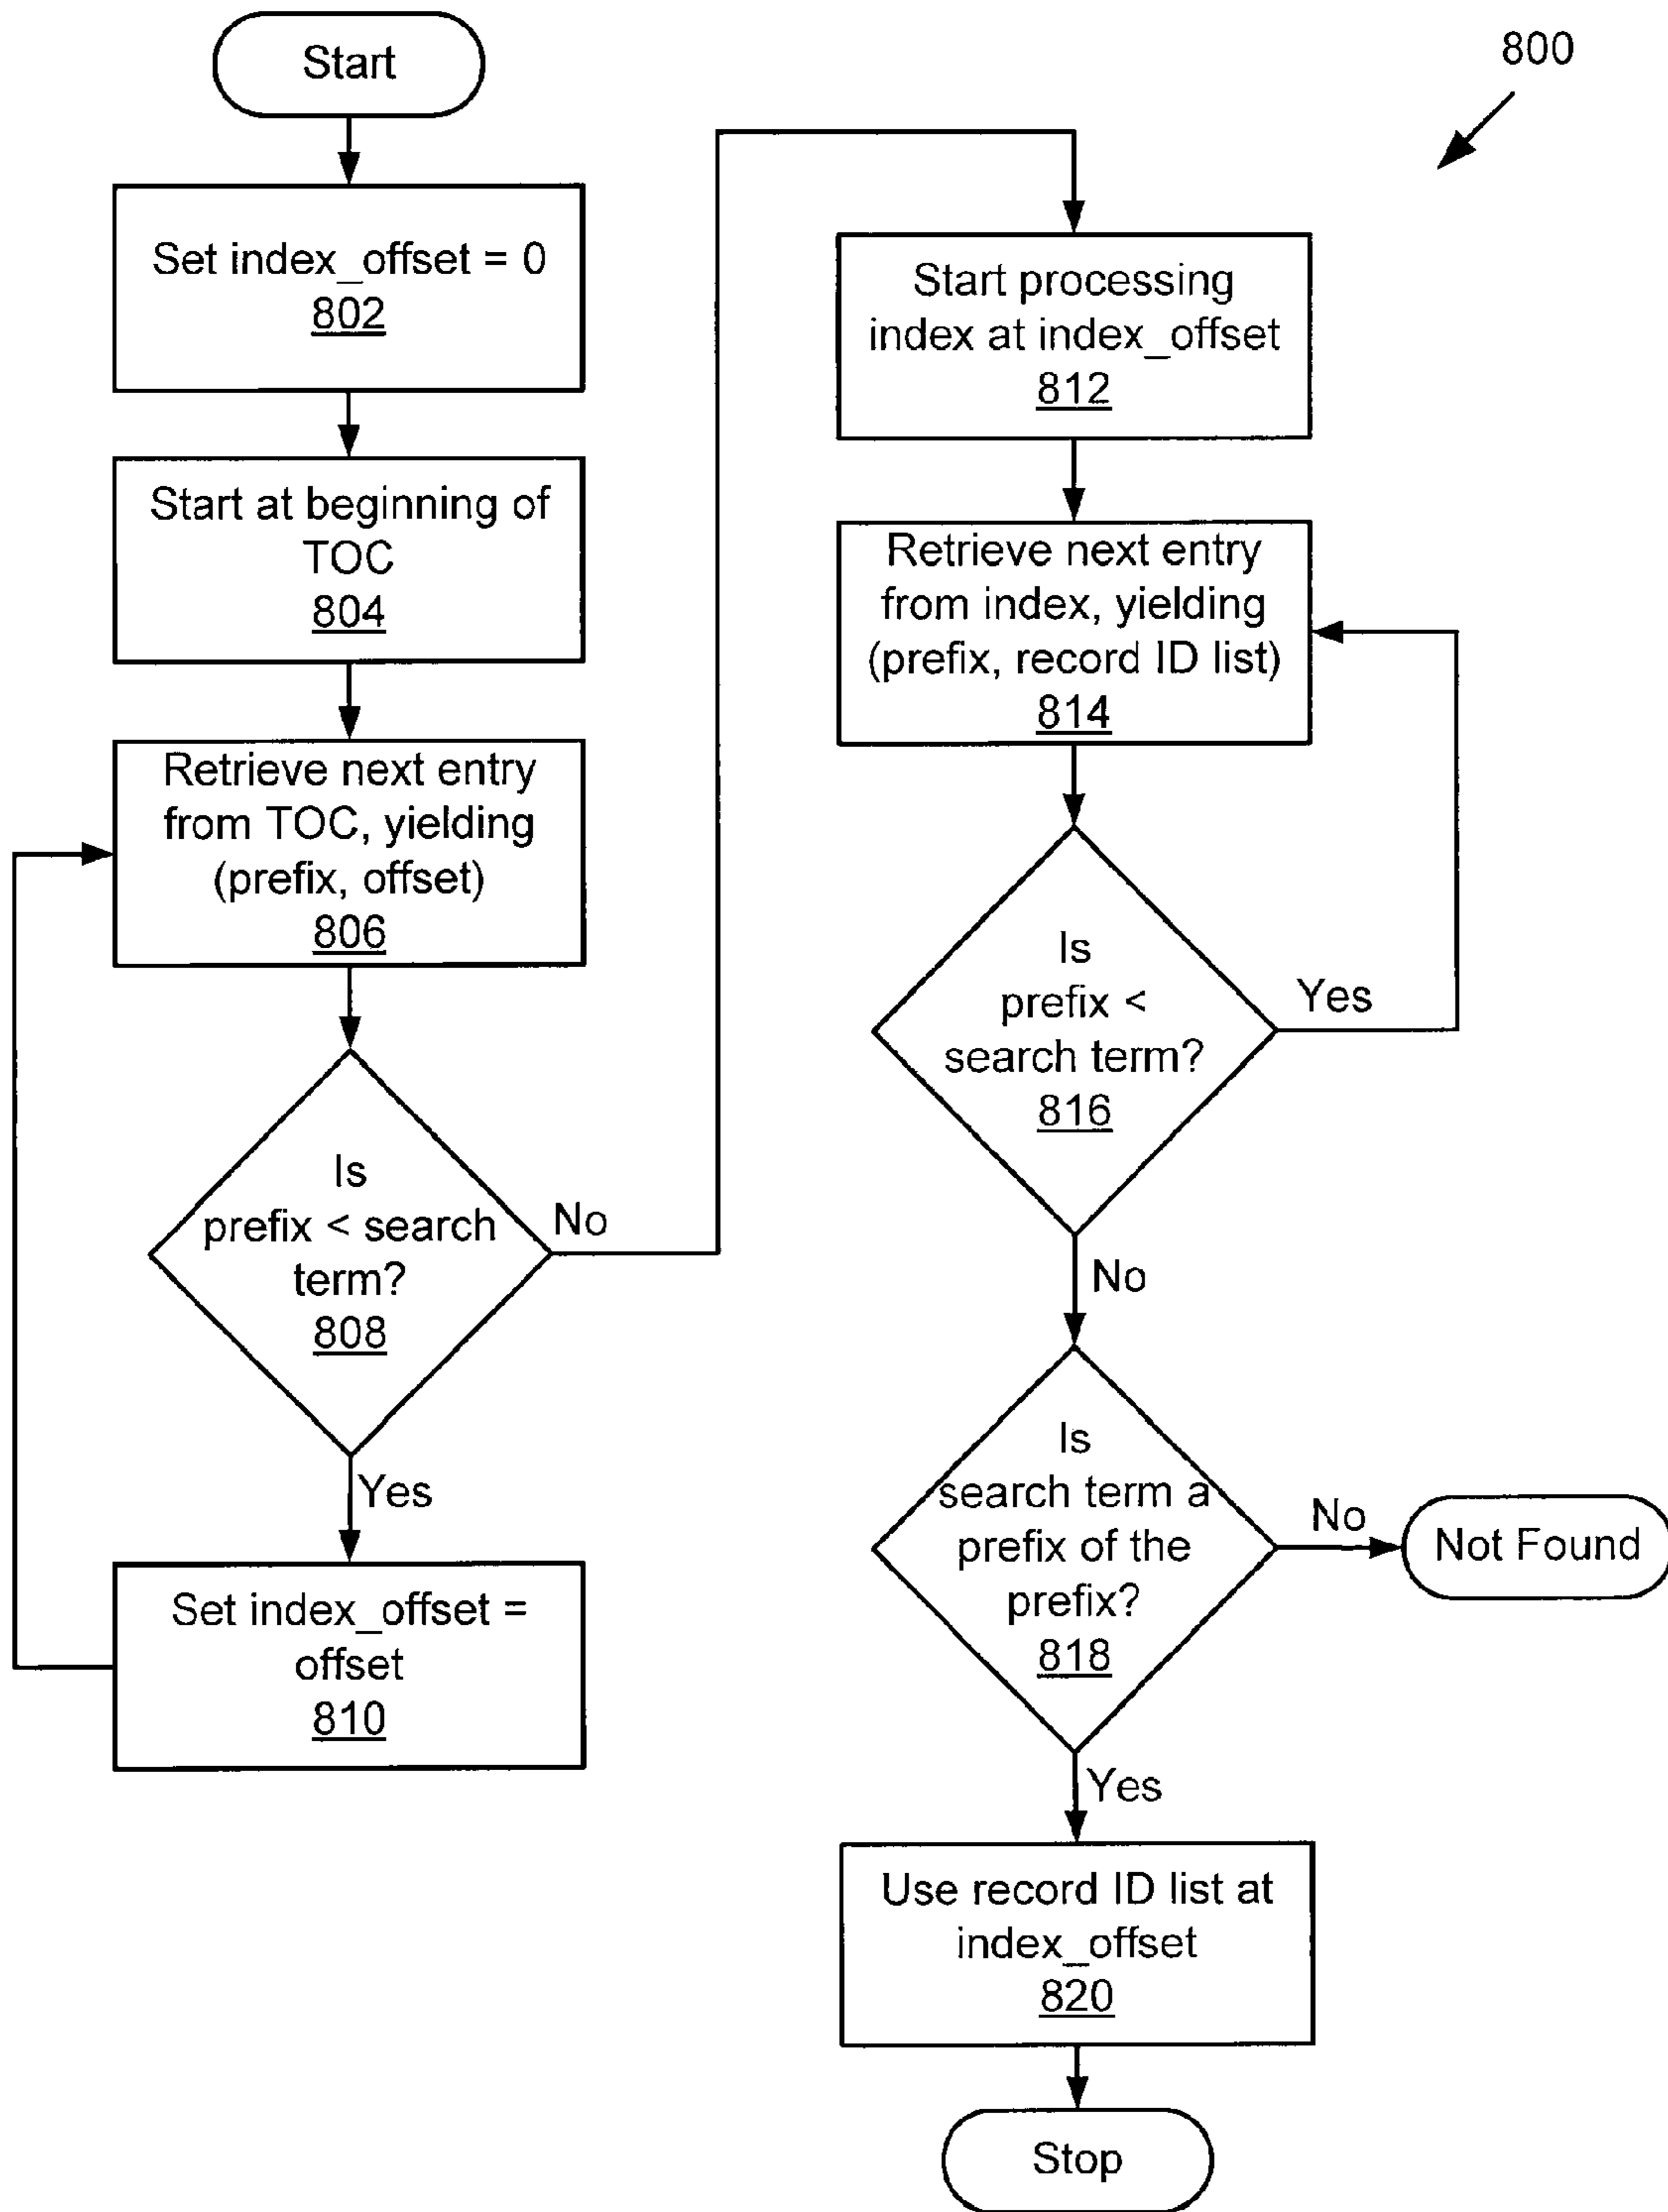 Start
800
Set index_offset = 0
802
Start at beginning of
TOC
804
Retrieve next entry
from TOC, yielding
(prefix, offset)
806
Is
prefix < search
term?
808
No
Yes
Set index_offset =
offset
810
Start processing
index at index_offset
812
Retrieve next entry
from index, yielding
(prefix, record ID list)
814
Is
prefix <
search term?
816
Yes
No
Is
search term a
prefix of the
prefix?
818
No
Not Found
Yes
Use record ID list at
index_offset
820
Stop